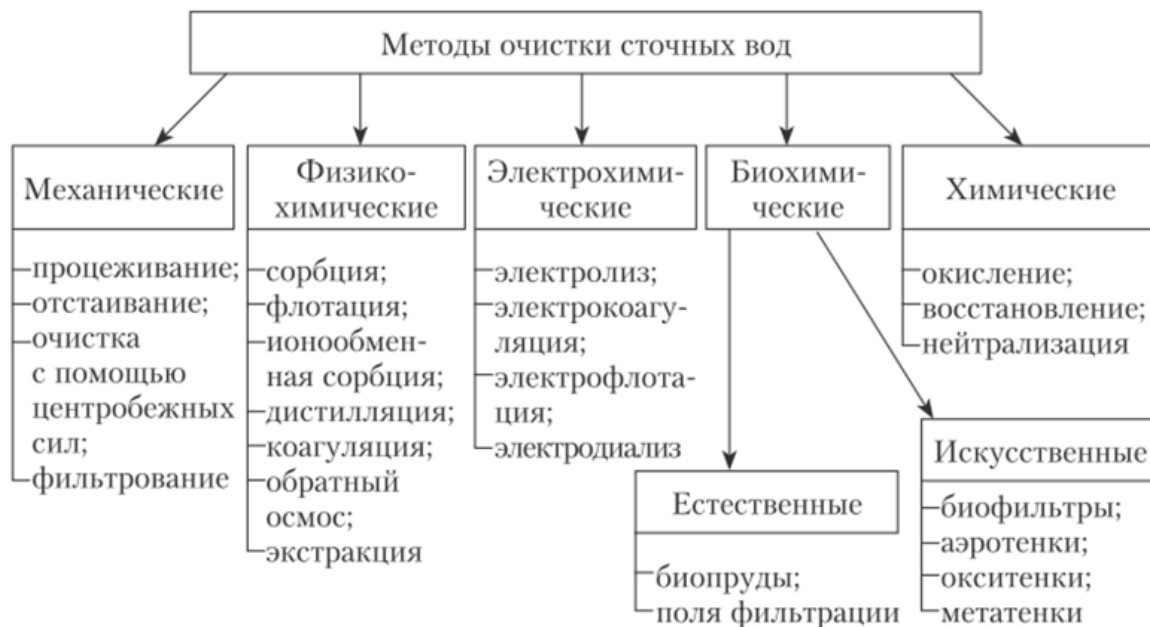 Методы очистки сточных вод
Механические
процеживание;
отстаивание;
очистка
с помощью
центробежных
сил;
фильтрование
Физико-
химические
сорбция;
флотация;
ионообмен-
ная сорбция;
дистилляция;
коагуляция;
обратный
осмос;
экстракция
Электрохими-
ческие
электролиз;
электрокоагу-
ляция;
электрофлота-
ция;
электродиализ
Биохими-
ческие
Естественные
биопруды;
поля фильтрации
Искусственные
биофильтры;
аэротенки;
окситенки;
метатенки
Химические
окисление;
восстановление;
нейтрализация